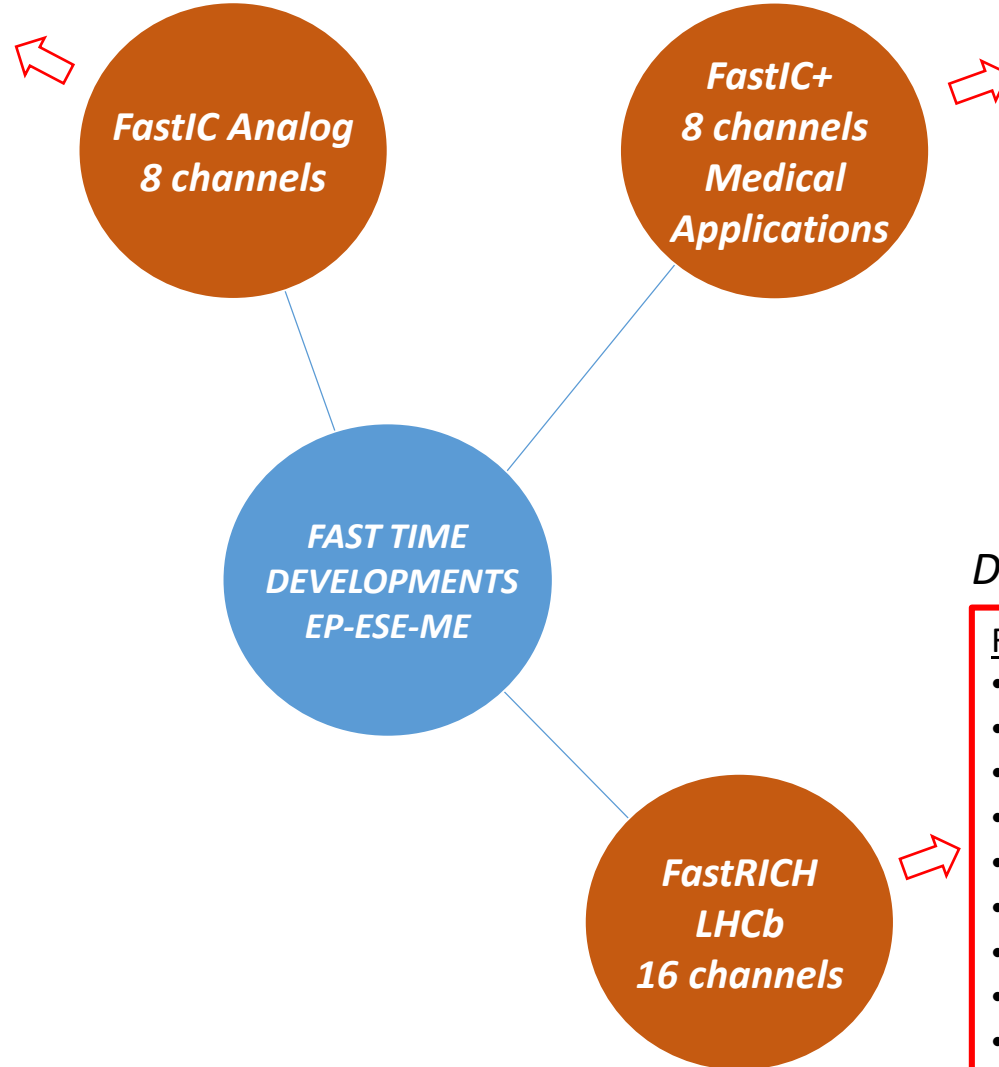 FastIC Analog
8 channels
FastIC+
8 channels
Medical
Applications
FAST TIME
DEVELOPMENTS
EP-ESE-ME
FastRICH
LHCb
16 channels
•
•
•
•
•
•
•
•
•